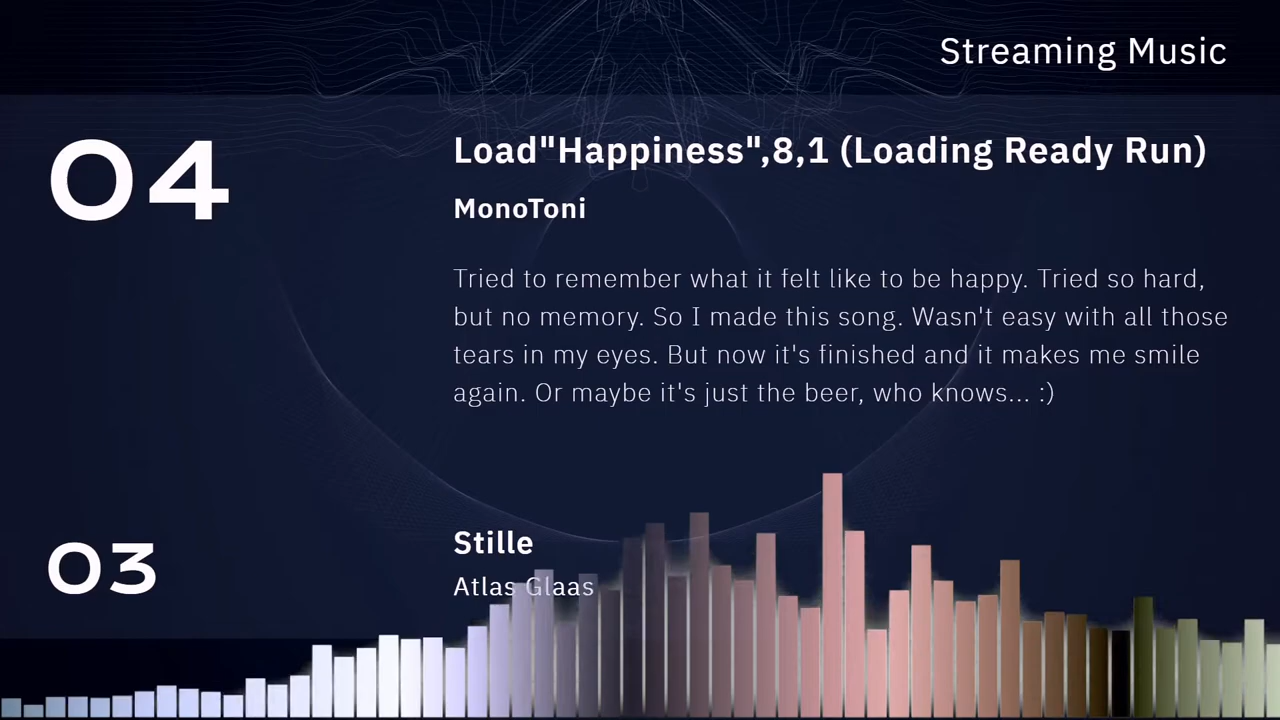 Streaming Music
04
Load"Happiness",8,1 (Loading Ready Run)
MonoToni
Tried to remember what it felt like to be happy. Tried so hard,
but no memory. So I made this song. Wasn't easy with all those
tears in my eyes. But now it's finished and it makes me smile
again. Or maybe it's just the beer, who knows... :)
03
Stille
Atlas Glaas